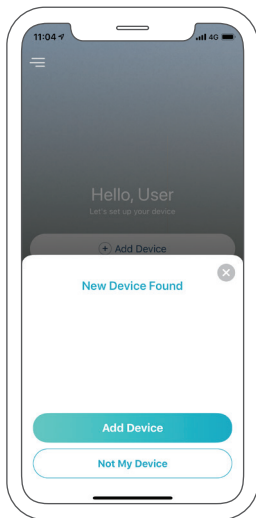 11:04
4G
Hello, User
Let's set up your device
+ Add Device
New Device Found
Add Device
Not My Device